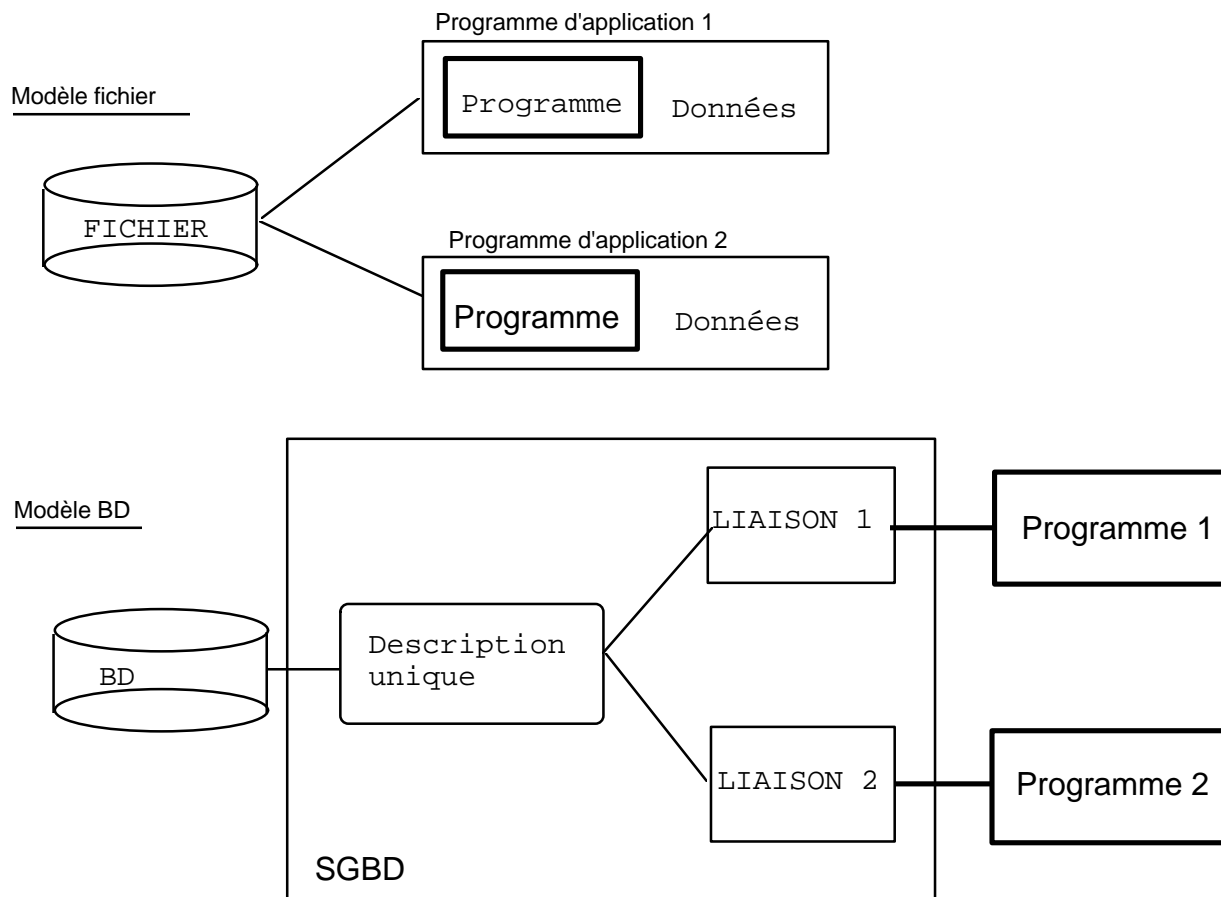 Programme d'application 1
Modèle fichier
Programme
Données
FICHIER
Programme d'application 2
Programme
Données
Modèle BD
LIAISON 1
Programme 1
Description
unique
BD
LIAISON 2
Programme 2
SGBD